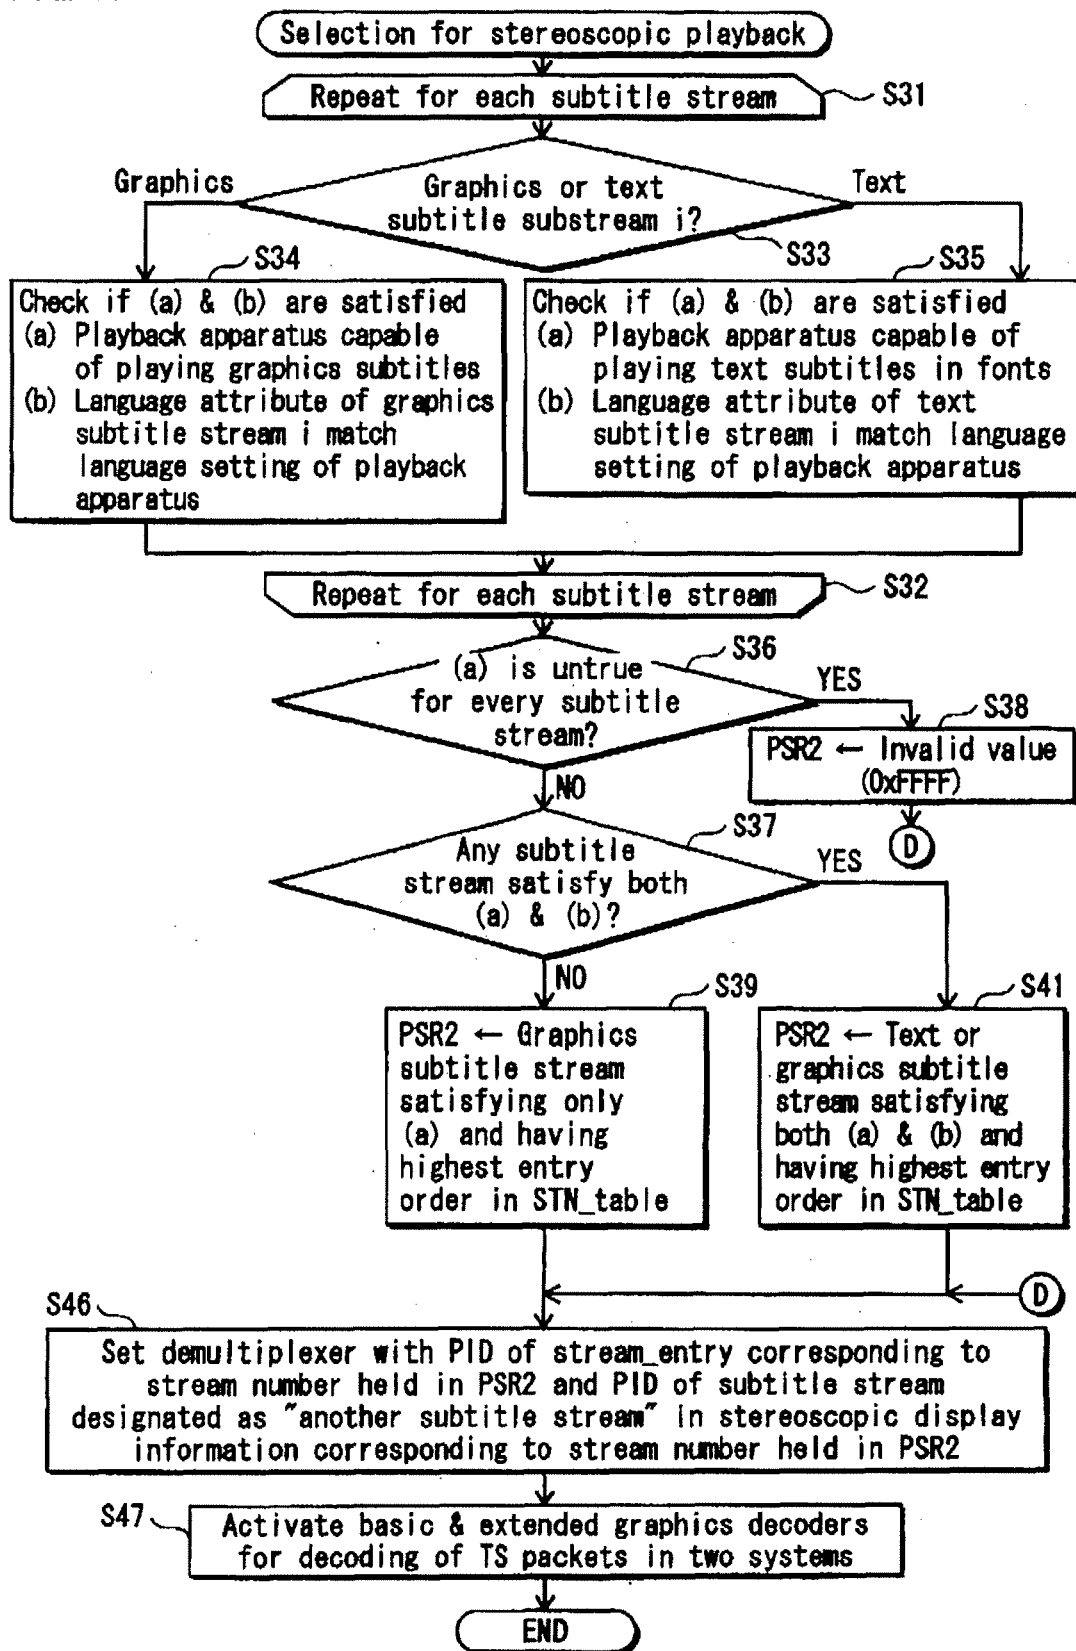 Selection for stereoscopic playback
Repeat for each subtitle stream
S31
Graphics
Graphics or text
subtitle substream i?
Text
S33
S34
Check if (a) & (b) are satisfied
(a) Playback apparatus capable
of playing graphics subtitles
(b) Language attribute of graphics
subtitle stream i match
language setting of playback
apparatus
S35
Check if (a) & (b) are satisfied
(a) Playback apparatus capable of
playing text subtitles in fonts
(b) Language attribute of text
subtitle stream i match language
setting of playback apparatus
Repeat for each subtitle stream
S32
(a) is untrue
for every subtitle
stream?
S36
YES
NO
S38
PSR2 ← Invalid value
(0xFFFF)
D
Any subtitle
stream satisfy both
(a) & (b)?
S37
YES
NO
S39
PSR2 ← Graphics
subtitle stream
satisfying only
(a) and having
highest entry
order in STN_table
S41
PSR2 ← Text or
graphics subtitle
stream satisfying
both (a) & (b) and
having highest entry
order in STN_table
D
S46
Set demultiplexer with PID of stream_entry corresponding to
stream number held in PSR2 and PID of subtitle stream
designated as "another subtitle stream" in stereoscopic display
information corresponding to stream number held in PSR2
S47
Activate basic & extended graphics decoders
for decoding of TS packets in two systems
END